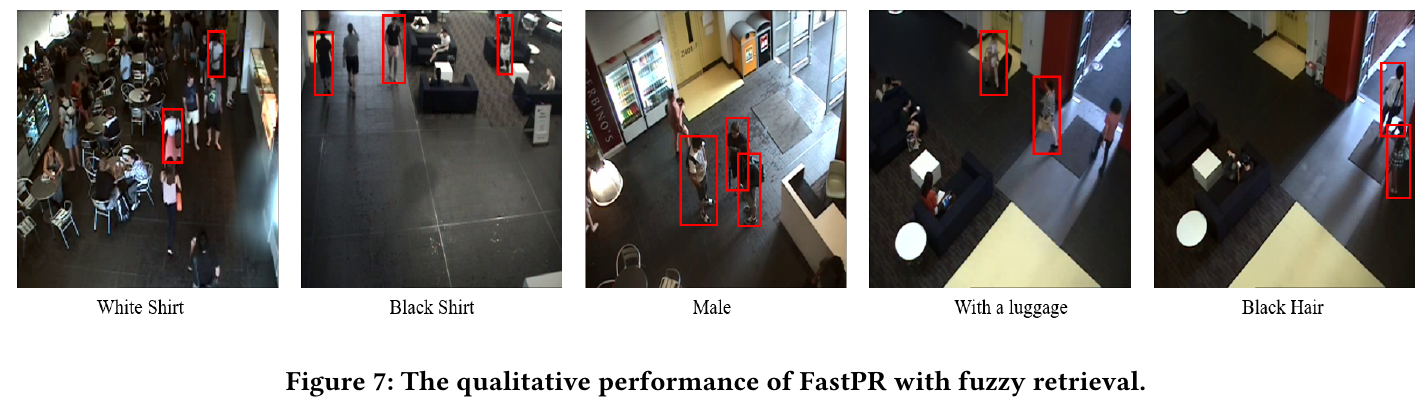 RBINO'S
White Shirt
Black Shirt
Male
With a luggage
Black Hair
Figure 7: The qualitative performance of FastPR with fuzzy retrieval.